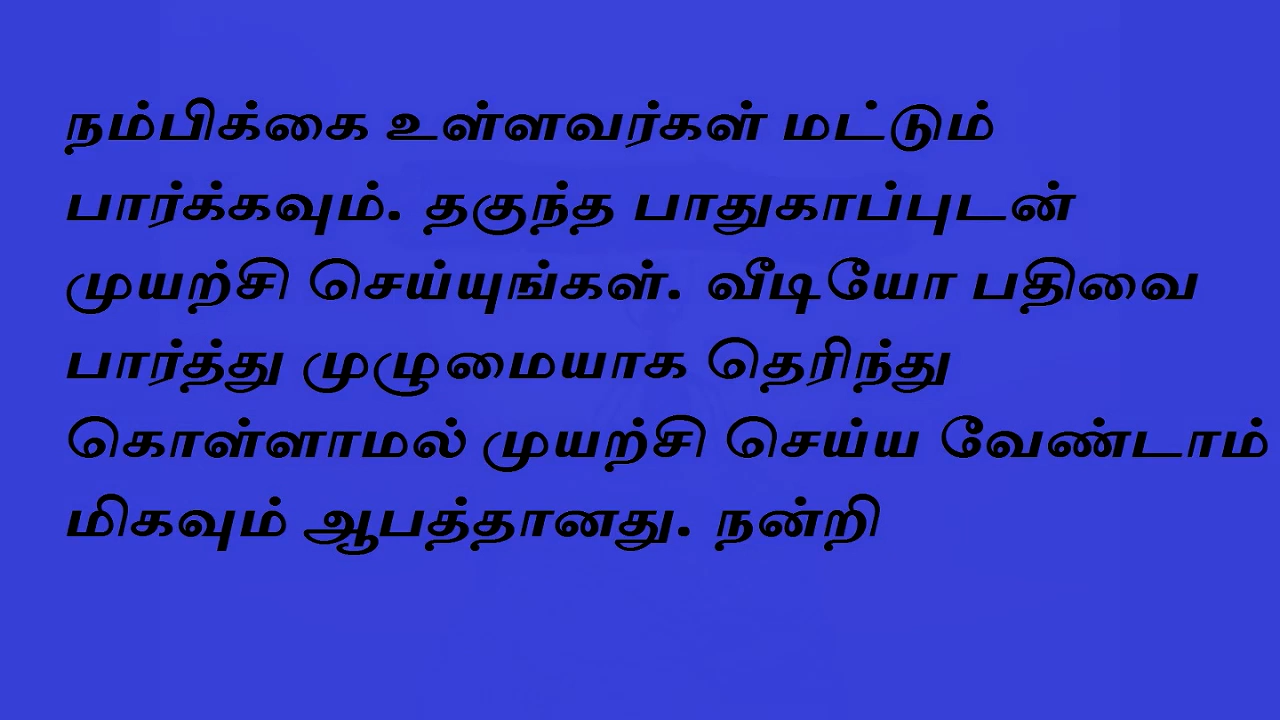 நம்பிக்கை உள்ளவர்கள் மட்டும்
பார்க்கவும். தகுந்த பாதுகாப்புடன்
முயற்சி செய்யுங்கள். வீடியோ பதிவை
பார்த்து முழுமையாக தெரிந்து
கொள்ளாமல் முயற்சி செய்ய வேண்டாம்
மிகவும் ஆபத்தானது. நன்றி